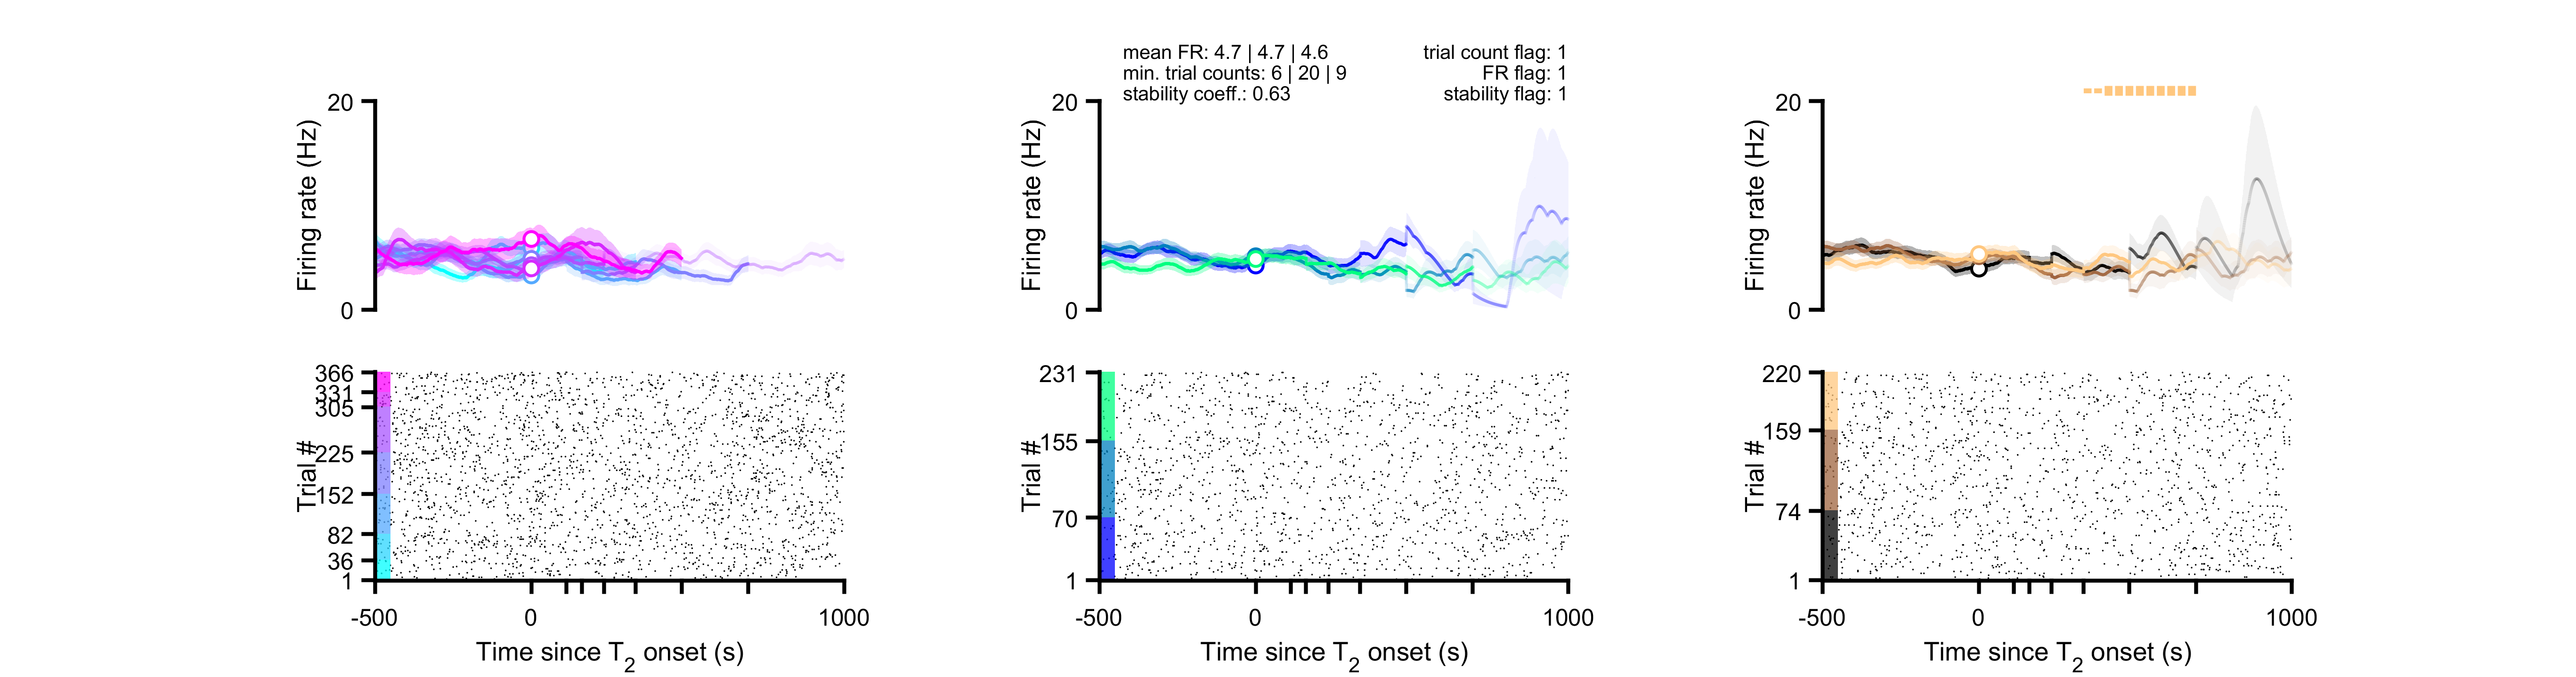 mean FR: 4.7 | 4.7 | 4.6
min. trial counts: 6 | 20 | 9
stability coeff.: 0.63
trial count flag: 1
FR flag: 1
stability flag: 1
20
Firing rate (Hz)
0
20
Firing rate (Hz)
0
20
Firing rate (Hz)
0
366
331
305
225
152
82
36
1
Trial #
-500
0
1000
Time since T2 onset (s)
231
155
70
1
Trial #
-500
0
1000
Time since T2 onset (s)
220
159
74
1
Trial #
-500
0
1000
Time since T2 onset (s)